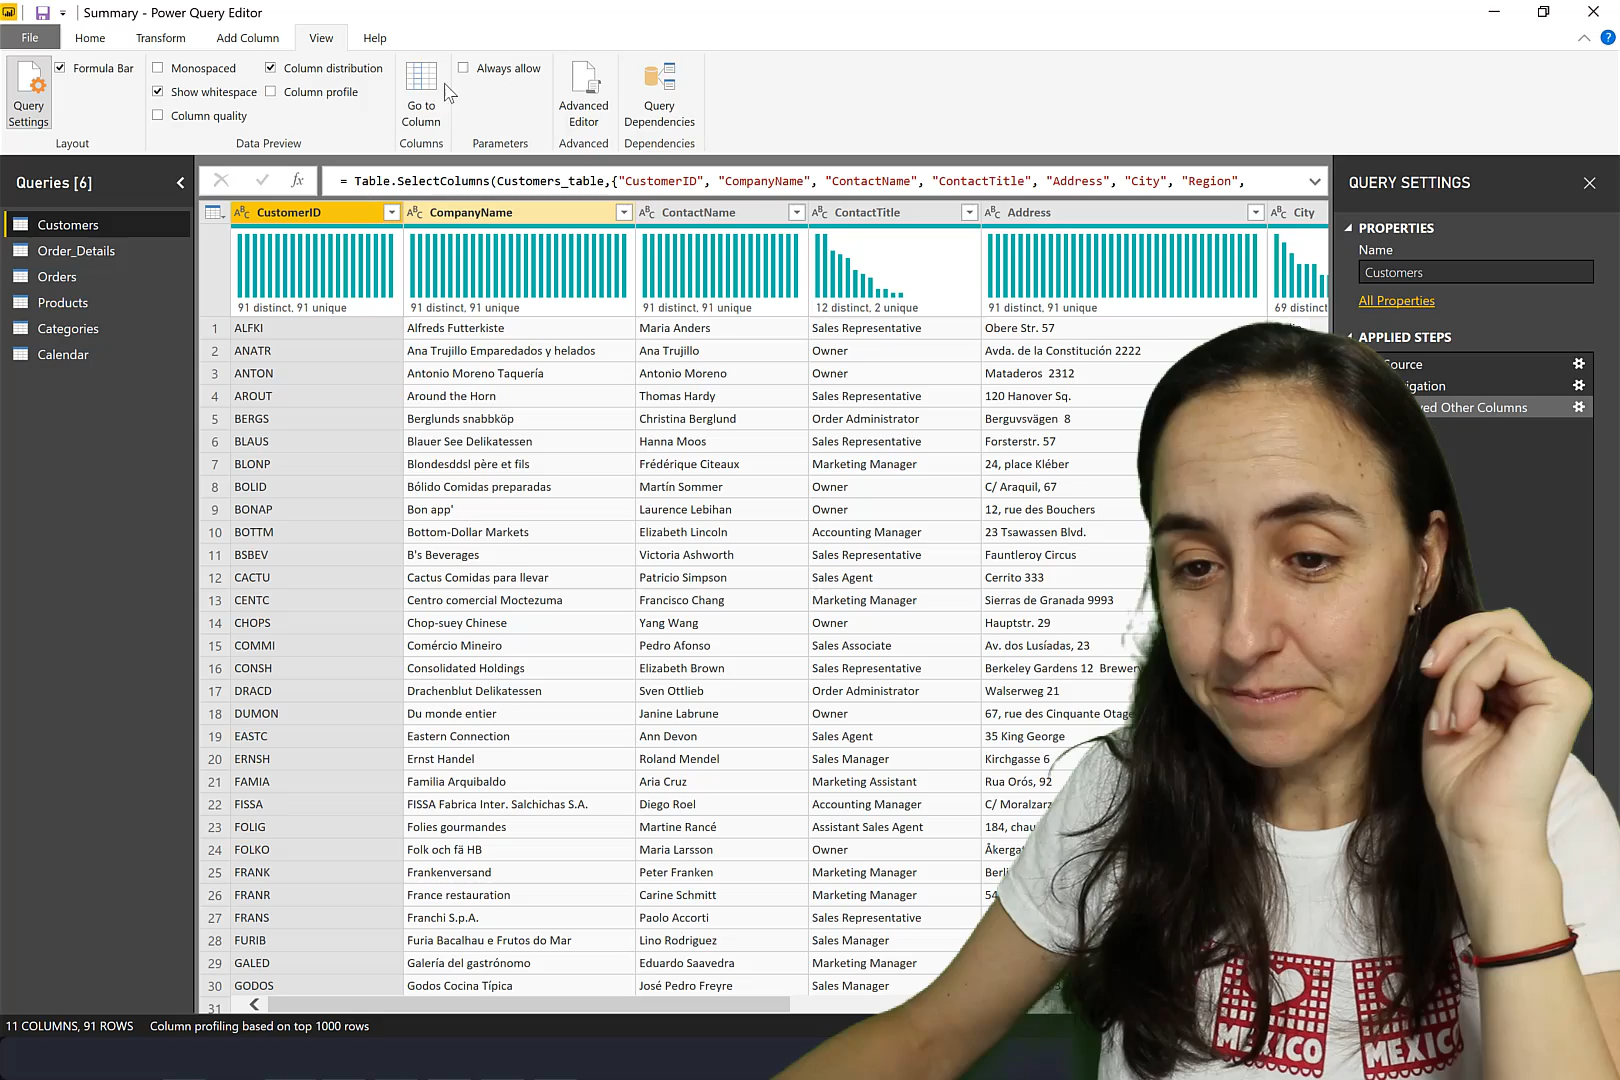 Summary - Power Query Editor
File Home Transform Add Column View Help
Query Settings
Formula Bar
Layout
Monospaced
Show whitespace
Column quality
Column distribution
Column profile
Data Preview
Go to Column
Columns
Always allow
Parameters
Advanced Editor
Advanced
Query Dependencies
Dependencies
Queries [6]
Customers
Order_Details
Orders
Products
Categories
Calendar
fx = Table.SelectColumns(Customers_table,{"CustomerID", "CompanyName", "ContactName", "ContactTitle", "Address", "City", "Region",
CustomerID CompanyName ContactName ContactTitle Address City
91 distinct, 91 unique 91 distinct, 91 unique 91 distinct, 91 unique 12 distinct, 2 unique 91 distinct, 91 unique 69 distinct
1 ALFKI Alfreds Futterkiste Maria Anders Sales Representative Obere Str. 57
2 ANATR Ana Trujillo Emparedados y helados Ana Trujillo Owner Avda. de la Constitución 2222
3 ANTON Antonio Moreno Taquería Antonio Moreno Owner Mataderos  2312
4 AROUT Around the Horn Thomas Hardy Sales Representative 120 Hanover Sq.
5 BERGS Berglunds snabbköp Christina Berglund Order Administrator Berguvsvägen  8
6 BLAUS Blauer See Delikatessen Hanna Moos Sales Representative Forsterstr. 57
7 BLONP Blondesddsl père et fils Frédérique Citeaux Marketing Manager 24, place Kléber
8 BOLID Bólido Comidas preparadas Martín Sommer Owner C/ Araquil, 67
9 BONAP Bon app' Laurence Lebihan Owner 12, rue des Bouchers
10 BOTTM Bottom-Dollar Markets Elizabeth Lincoln Accounting Manager 23 Tsawassen Blvd.
11 BSBEV B's Beverages Victoria Ashworth Sales Representative Fauntleroy Circus
12 CACTU Cactus Comidas para llevar Patricio Simpson Sales Agent Cerrito 333
13 CENTC Centro comercial Moctezuma Francisco Chang Marketing Manager Sierras de Granada 9993
14 CHOPS Chop-suey Chinese Yang Wang Owner Hauptstr. 29
15 COMMI Comércio Mineiro Pedro Afonso Sales Associate Av. dos Lusíadas, 23
16 CONSH Consolidated Holdings Elizabeth Brown Sales Representative Berkeley Gardens 12  Brewery
17 DRACD Drachenblut Delikatessen Sven Ottlieb Order Administrator Walserweg 21
18 DUMON Du monde entier Janine Labrune Owner 67, rue des Cinquante Otage
19 EASTC Eastern Connection Ann Devon Sales Agent 35 King George
20 ERNSH Ernst Handel Roland Mendel Sales Manager Kirchgasse 6
21 FAMIA Familia Arquibaldo Aria Cruz Marketing Assistant Rua Orós, 92
22 FISSA FISSA Fabrica Inter. Salchichas S.A. Diego Roel Accounting Manager C/ Moralzarz
23 FOLIG Folies gourmandes Martine Rancé Assistant Sales Agent 184, chau
24 FOLKO Folk och fä HB Maria Larsson Owner Åkergat
25 FRANK Frankenversand Peter Franken Marketing Manager Berli
26 FRANR France restauration Carine Schmitt Marketing Manager 54
27 FRANS Franchi S.p.A. Paolo Accorti Sales Representative
28 FURIB Furia Bacalhau e Frutos do Mar Lino Rodriguez Sales Manager
29 GALED Galería del gastrónomo Eduardo Saavedra Marketing Manager
30 GODOS Godos Cocina Típica José Pedro Freyre Sales Manager
31
11 COLUMNS, 91 ROWS Column profiling based on top 1000 rows
QUERY SETTINGS
PROPERTIES
Name
Customers
All Properties
APPLIED STEPS
ource
igation
ved Other Columns
MEXICO
MEXICO